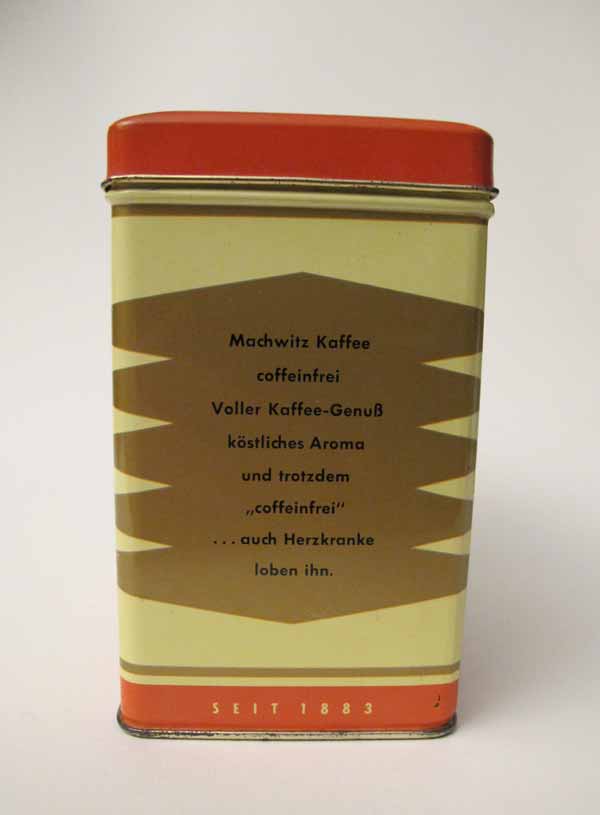 Machwitz Kaffee
coffeinfrei
Voller Kaffee-Genuß
köstliches Aroma
und trotzdem
„coffeinfrei“
...auch Herzkranke
loben ihn.
SEIT 1883